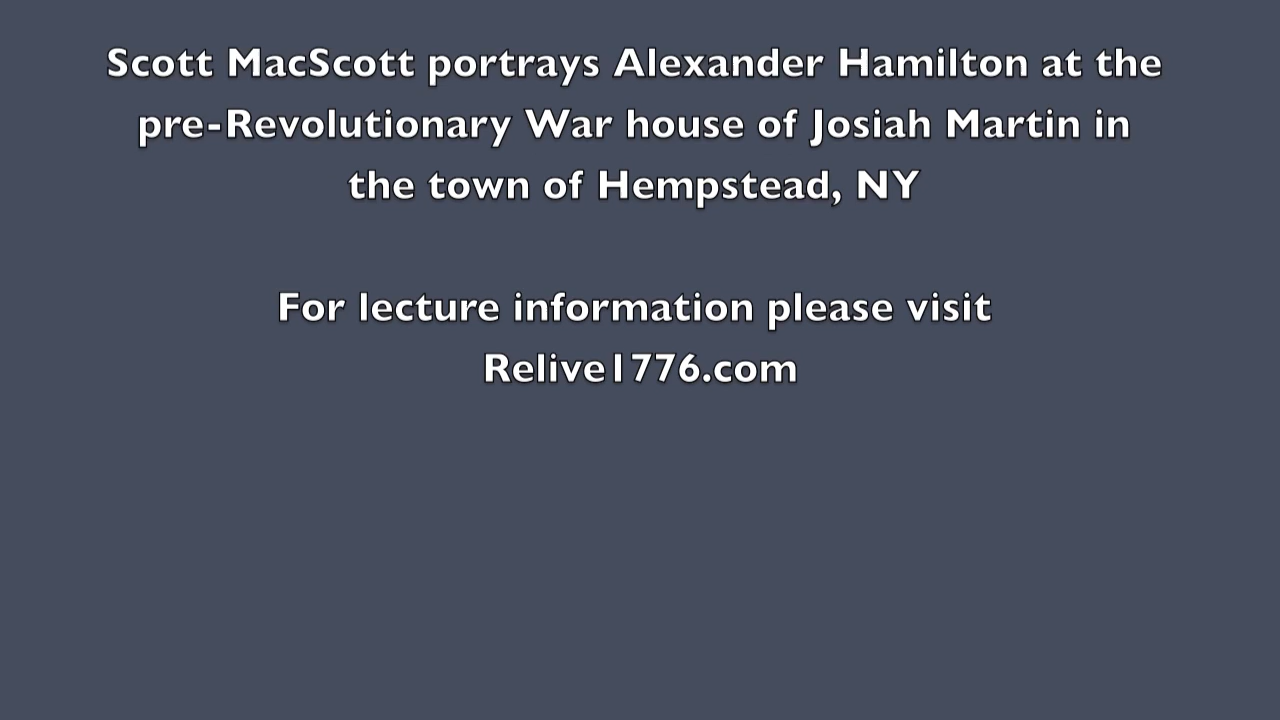 Scott MacScott portrays Alexander Hamilton at the
pre-Revolutionary War house of Josiah Martin in
the town of Hempstead, NY
For lecture information please visit
Relive1776.com